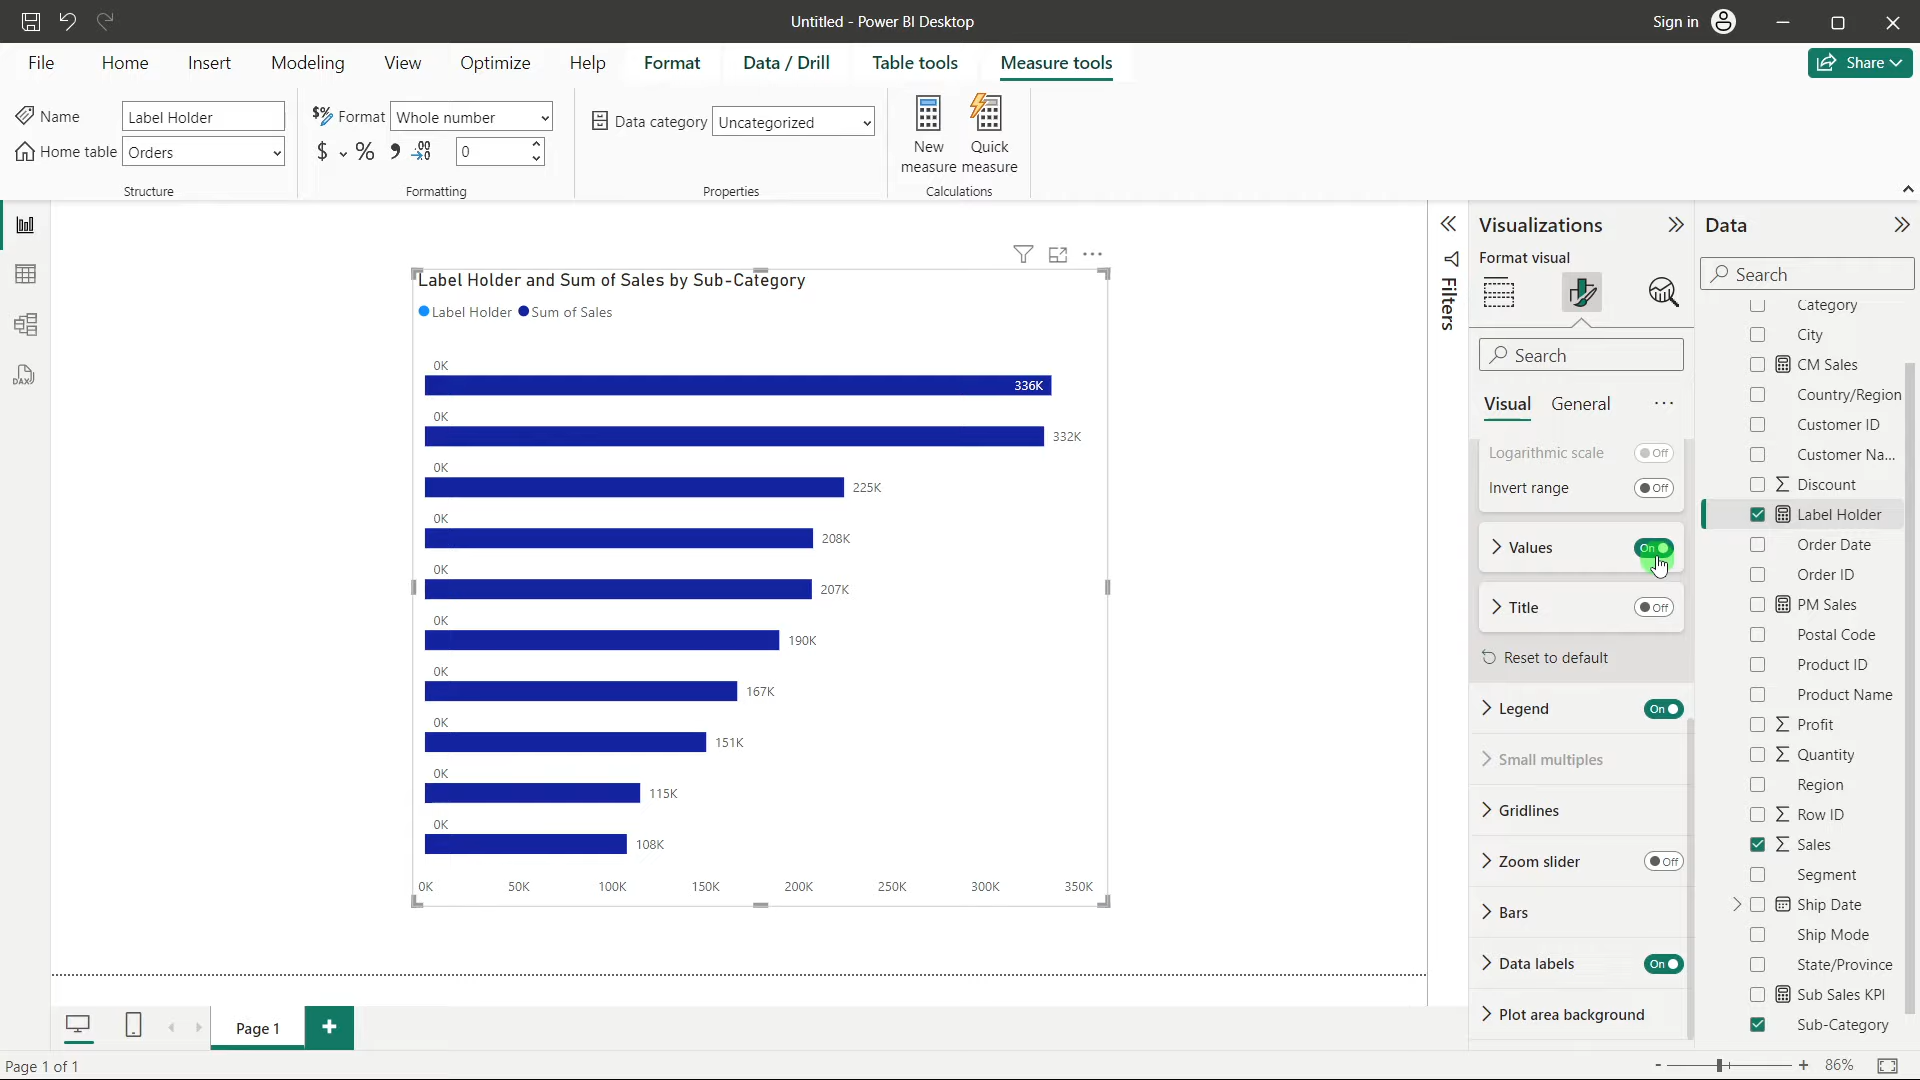 Untitled - Power BI Desktop
Sign in
File Home Insert Modeling View Optimize Help Format Data / Drill Table tools Measure tools
Share
Name Label Holder
Home table Orders
Structure
$% Format Whole number
$ % 9 .00 0
Formatting
Data category Uncategorized
Properties
New measure
Quick measure
Calculations
Label Holder and Sum of Sales by Sub-Category
Label Holder Sum of Sales
0K
336K
0K
332K
0K
225K
0K
208K
0K
207K
0K
190K
0K
167K
0K
151K
0K
115K
0K
108K
0K 50K 100K 150K 200K 250K 300K 350K
Filters
Visualizations
Format visual
Search
Visual General ...
Logarithmic scale Off
Invert range Off
Values On
Title Off
Reset to default
Legend On
Small multiples
Gridlines
Zoom slider Off
Bars
Data labels On
Plot area background
Data
Search
Category
City
CM Sales
Country/Region
Customer ID
Customer Na...
Discount
Label Holder
Order Date
Order ID
PM Sales
Postal Code
Product ID
Product Name
Profit
Quantity
Region
Row ID
Sales
Segment
Ship Date
Ship Mode
State/Province
Sub Sales KPI
Sub-Category
DAX
Page 1
+
Page 1 of 1
- + 86%